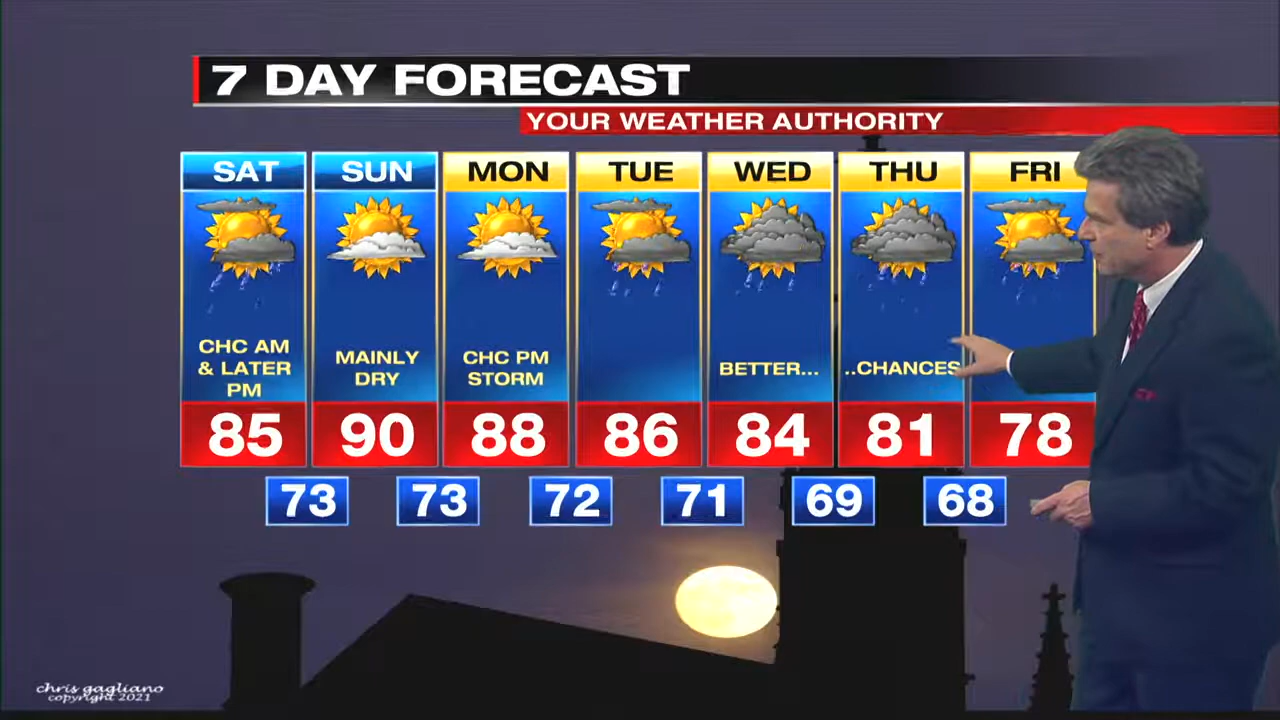 7 DAY FORECAST
YOUR WEATHER AUTHORITY
SAT SUN MON TUE WED THU FRI
CHC AM
& LATER
PM
MAINLY
DRY
CHC PM
STORM
BETTER...
..CHANCES
85 90 88 86 84 81 78
73 73 72 71 69 68
chris gagliano
copyright 2021